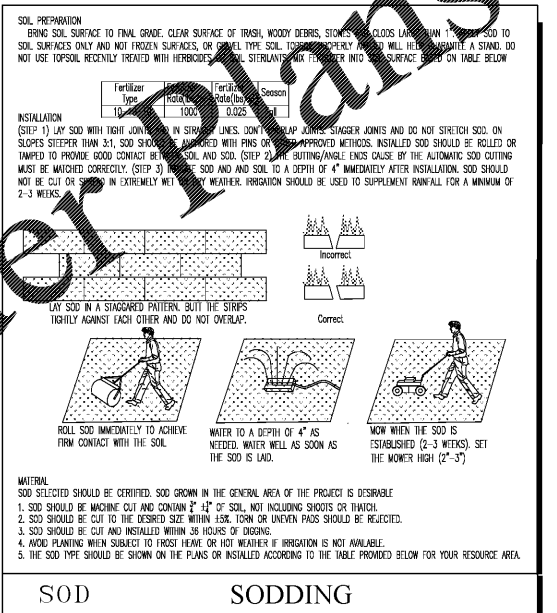 SOIL PREPARATION
BRING SOIL SURFACE TO FINAL GRADE. CLEAR SURFACE OF TRASH, WOODY DEBRIS, STONES CLODS LARGER THAN 1". APPLY SOD TO
SOIL SURFACES ONLY AND NOT FROZEN SURFACES, OR GRAVEL TYPE SOIL. TOPSOIL PROPERLY WILL HELP GUARANTEE A STAND. DO
NOT USE TOPSOIL RECENTLY TREATED WITH HERBICIDES SOIL STERILANTS. MIX FERTILIZER INTO SURFACE BASED ON TABLE BELOW
Fertilizer Fertilizer Fertilizer Season
Type Rate(lbs) Rate(lbs)
1000 0.025 Fall
INSTALLATION
(STEP 1) LAY SOD WITH TIGHT JOINTS AND IN STRAIGHT LINES. DON'T OVERLAP JOINTS. STAGGER JOINTS AND DO NOT STRETCH SOD. ON
SLOPES STEEPER THAN 3:1, SOD SHOULD BE ANCHORED WITH PINS OR OTHER APPROVED METHODS. INSTALLED SOD SHOULD BE ROLLED OR
TAMPED TO PROVIDE GOOD CONTACT BETWEEN SOIL AND SOD. (STEP 2) THE BUTTING/ANGLE ENDS CAUSE BY THE AUTOMATIC SOD CUTTING
MUST BE MATCHED CORRECTLY. (STEP 3) SOD AND AND SOIL TO A DEPTH OF 4" IMMEDIATELY AFTER INSTALLATION. SOD SHOULD
NOT BE CUT OR SPREAD IN EXTREMELY WET OR DRY WEATHER. IRRIGATION SHOULD BE USED TO SUPPLEMENT RAINFALL FOR A MINIMUM OF
2-3 WEEKS.
Incorrect
LAY SOD IN A STAGGARED PATTERN. BUTT THE STRIPS
TIGHTLY AGAINST EACH OTHER AND DO NOT OVERLAP.
Correct
ROLL SOD IMMEDIATELY TO ACHIEVE
FIRM CONTACT WITH THE SOIL
WATER TO A DEPTH OF 4" AS
NEEDED. WATER WELL AS SOON AS
THE SOD IS LAID.
MOW WHEN THE SOD IS
ESTABLISHED (2-3 WEEKS). SET
THE MOWER HIGH (2"-3")
MATERIAL
SOD SELECTED SHOULD BE CERTIFIED. SOD GROWN IN THE GENERAL AREA OF THE PROJECT IS DESIRABLE
1. SOD SHOULD BE MACHINE CUT AND CONTAIN 3/4" ±1/4" OF SOIL, NOT INCLUDING SHOOTS OR THATCH.
2. SOD SHOULD BE CUT TO THE DESIRED SIZE WITHIN ±5%. TORN OR UNEVEN PADS SHOULD BE REJECTED.
3. SOD SHOULD BE CUT AND INSTALLED WITHIN 36 HOURS OF DIGGING.
4. AVOID PLANTING WHEN SUBJECT TO FROST HEAVE OR HOT WEATHER IF IRRIGATION IS NOT AVAILABLE.
5. THE SOD TYPE SHOULD BE SHOWN ON THE PLANS OR INSTALLED ACCORDING TO THE TABLE PROVIDED BELOW FOR YOUR RESOURCE AREA.
SOD SODDING
er Plans